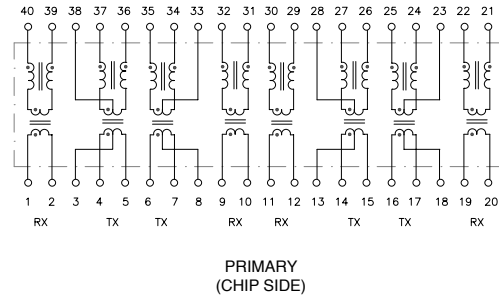 40 39 38 37 36 35 34 33 32 31 30 29 28 27 26 25 24 23 22 21
1 2 3 4 5 6 7 8 9 10 11 12 13 14 15 16 17 18 19 20
RX TX TX RX RX TX TX RX
PRIMARY
(CHIP SIDE)